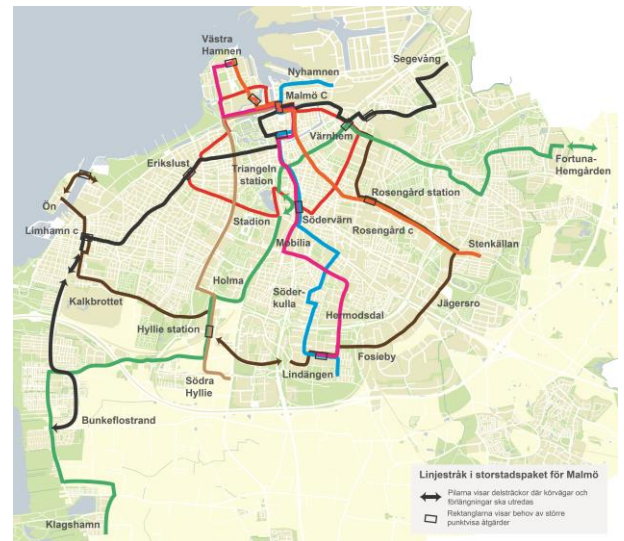 Västra
Hamnen
Segevång
Nyhamnen
Malmö C
Värnhem
Erikslust
Triangeln
station
Fortuna-
Hemgården
Rosengård station
Ön
Stadion
Södervärn
Rosengård c
Limhamn c
Mobilia
Stenkällan
Holma
Söder-
kulla
Kalkbrottet
Jägersro
Hermodsdal
Hyllie station
Fosieby
Södra
Hyllie
Lindängen
Bunkeflostrand
Klagshamn
Linjestråk i storstadspaket för Malmö
Pilarna visar delsträckor där körvägar och
förlängningar ska utredas
Rektanglarna visar behov av större
punktvisa åtgärder